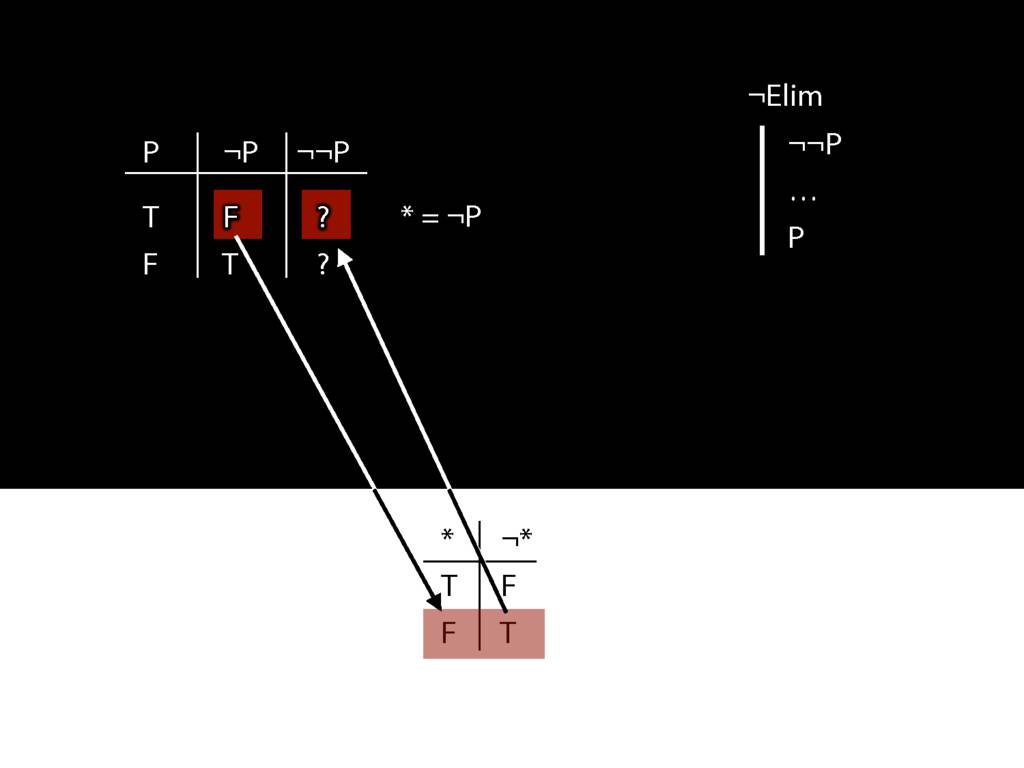 ¬Elim
¬¬P
…
P
P ¬P ¬¬P
T F ? * = ¬P
F T ?
* ¬*
T F
F T